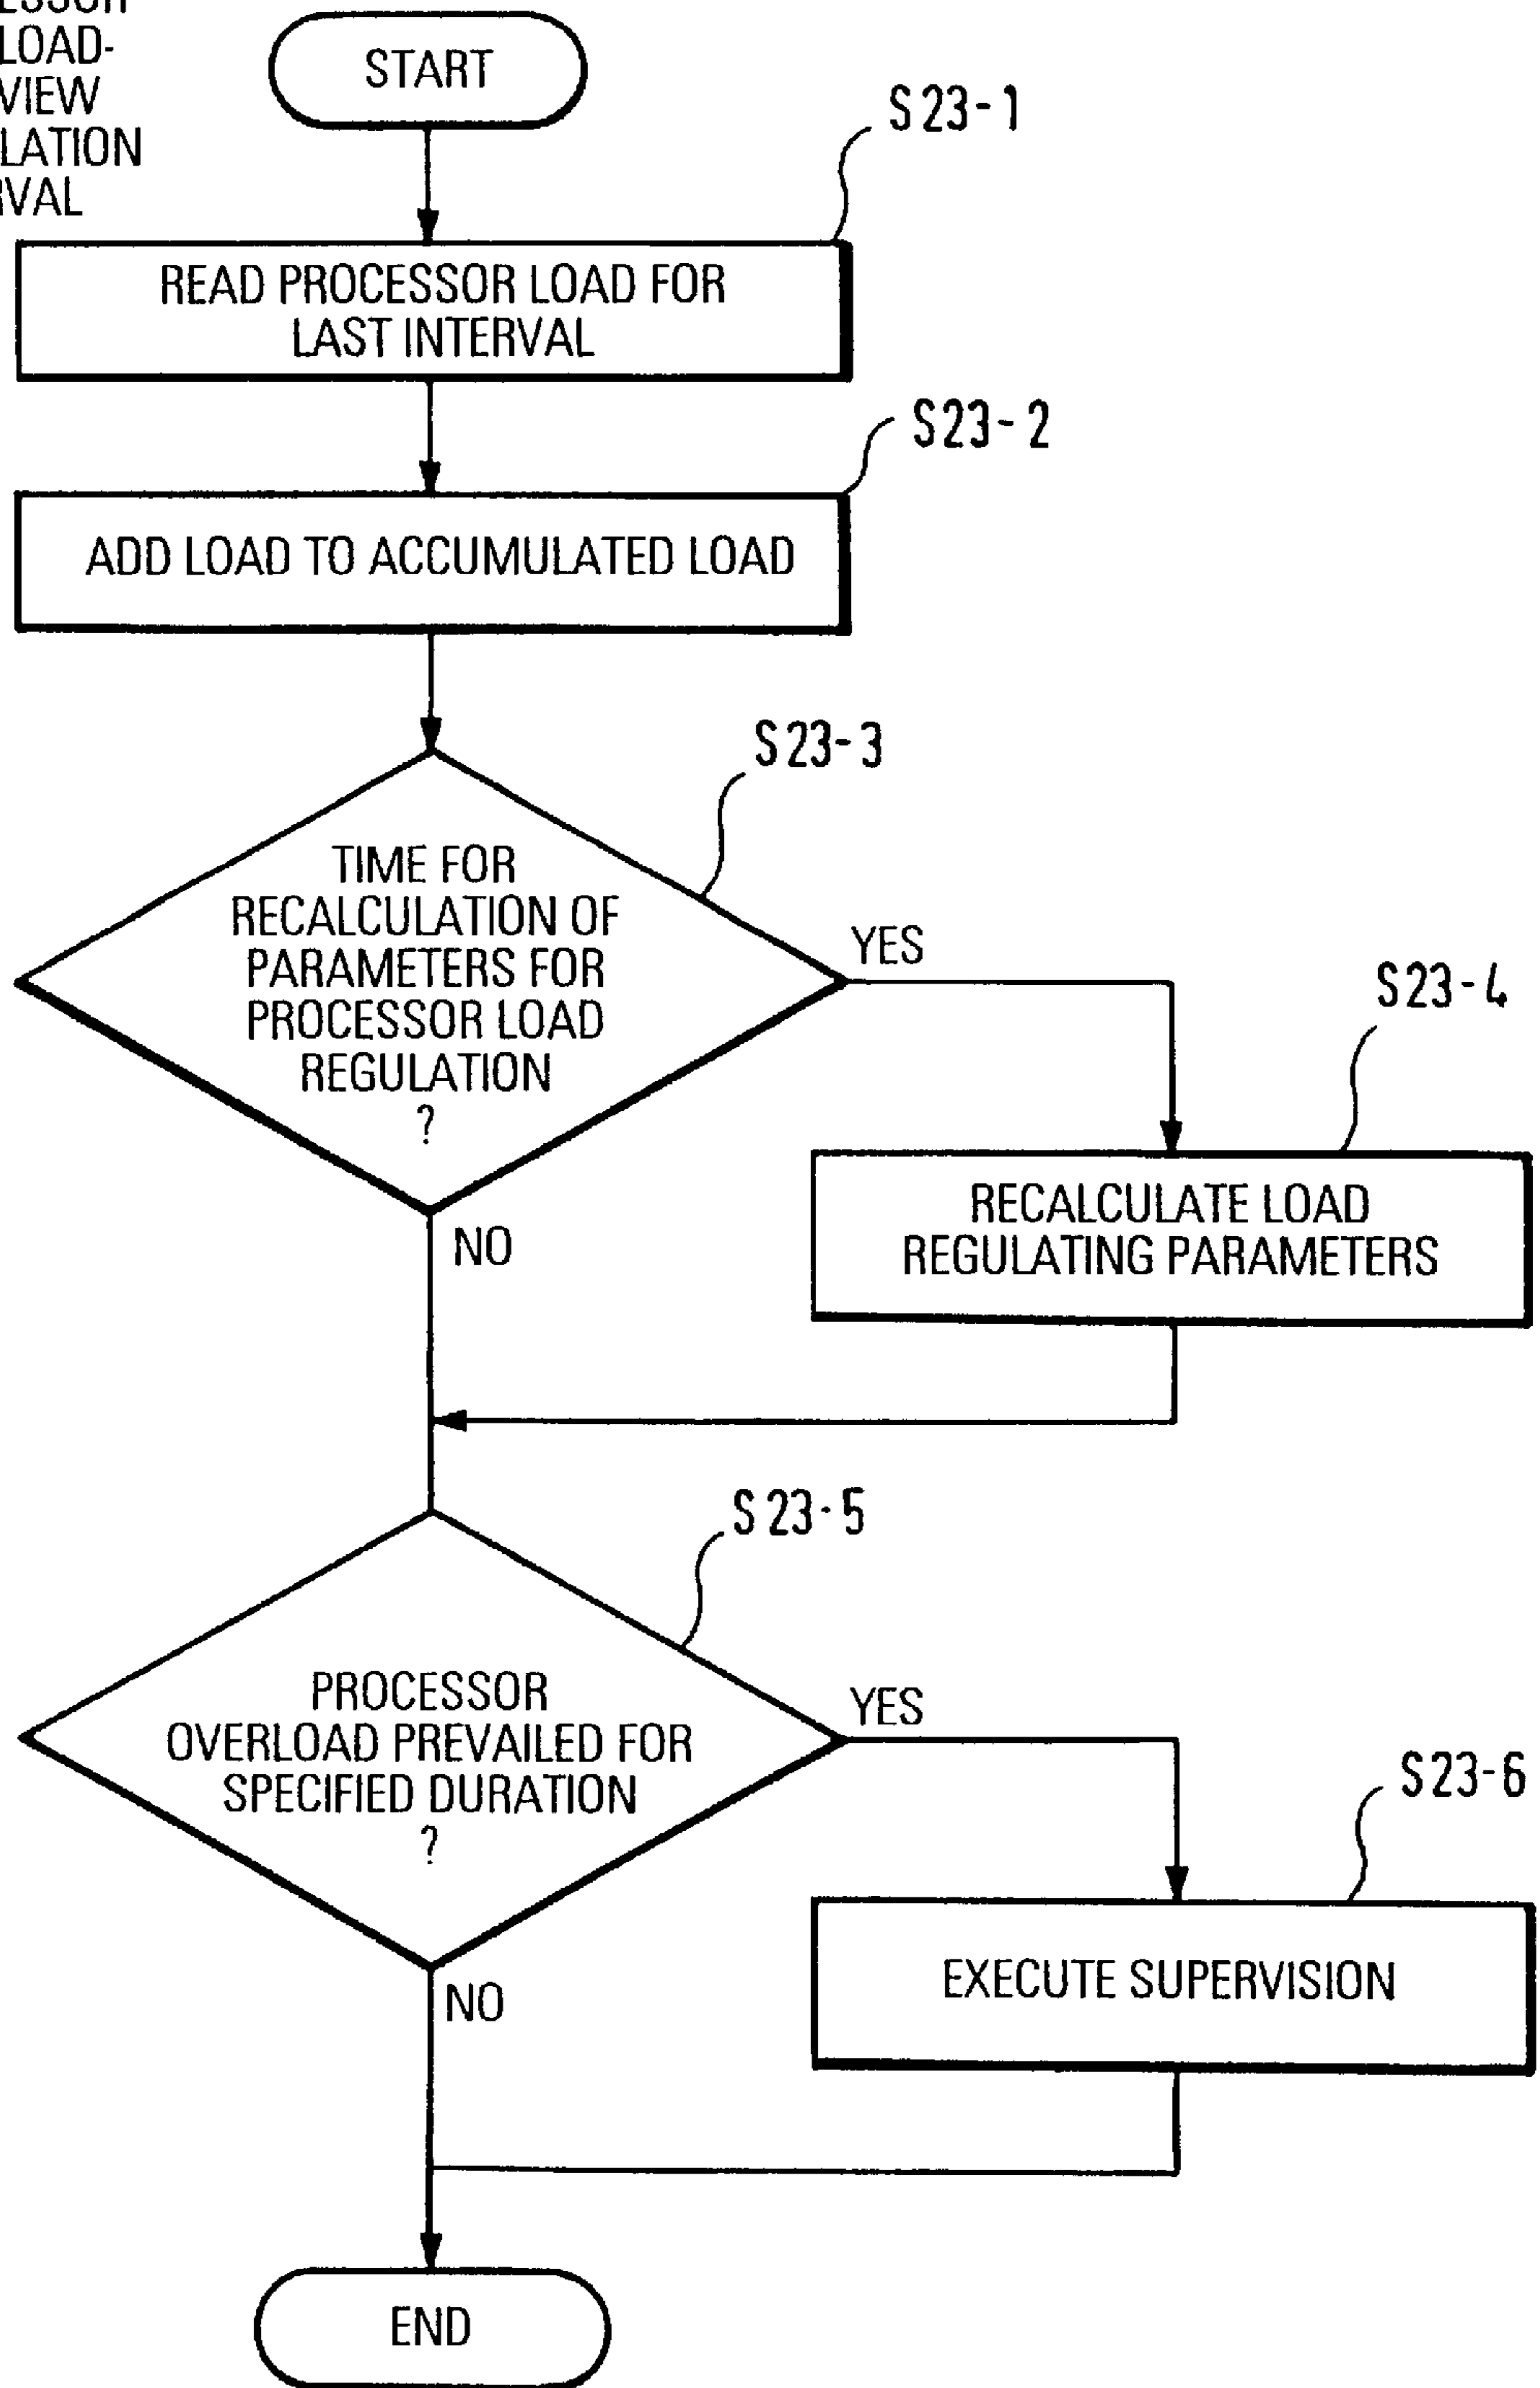 LOAD-
VIEW
START
S23-1
READ PROCESSOR LOAD FOR
LAST INTERVAL
S23-2
ADD LOAD TO ACCUMULATED LOAD
S23-3
TIME FOR
RECALCULATION OF
PARAMETERS FOR
PROCESSOR LOAD
REGULATION
?
YES
S23-4
RECALCULATE LOAD
REGULATING PARAMETERS
NO
S23-5
PROCESSOR
OVERLOAD PREVAILED FOR
SPECIFIED DURATION
?
YES
S23-6
EXECUTE SUPERVISION
NO
END